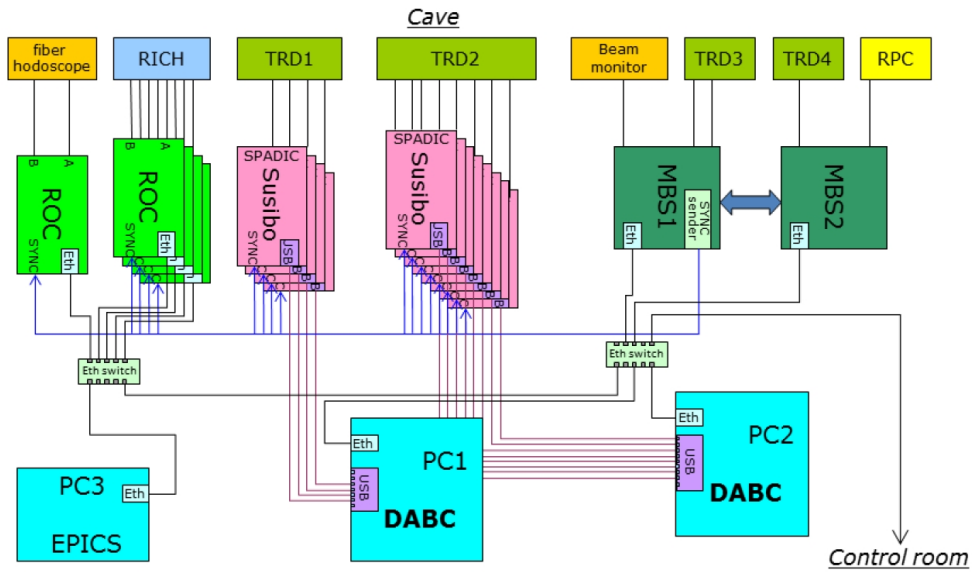 Cave
fiber
hodoscope
RICH
TRD1
TRD2
Beam
monitor
TRD3
TRD4
RPC
B
A
ROC
SYNC
Eth
B
A
ROC
SYNC
Eth
C
C
C
SPADIC
Susibo
SYNC
USB
C
C
C
B
B
B
SPADIC
Susibo
SYNC
USB
C
C
C
C
C
C
C
B
B
B
B
B
B
B
MBS1
SYNC
sender
Eth
MBS2
Eth
Eth switch
Eth switch
PC3
Eth
EPICS
PC1
Eth
USB
DABC
PC2
Eth
USB
DABC
Control room